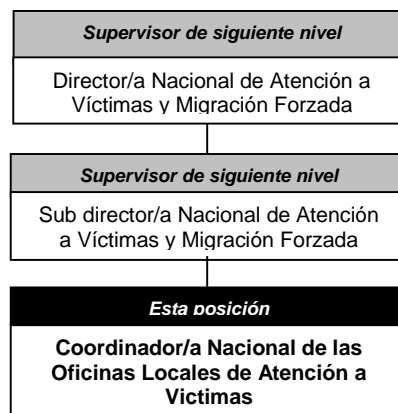 Supervisor de siguiente nivel
Director/a Nacional de Atención a
Víctimas y Migración Forzada
Supervisor de siguiente nivel
Sub director/a Nacional de Atención
a Víctimas y Migración Forzada
Esta posición
Coordinador/a Nacional de las
Oficinas Locales de Atención a
Victimas